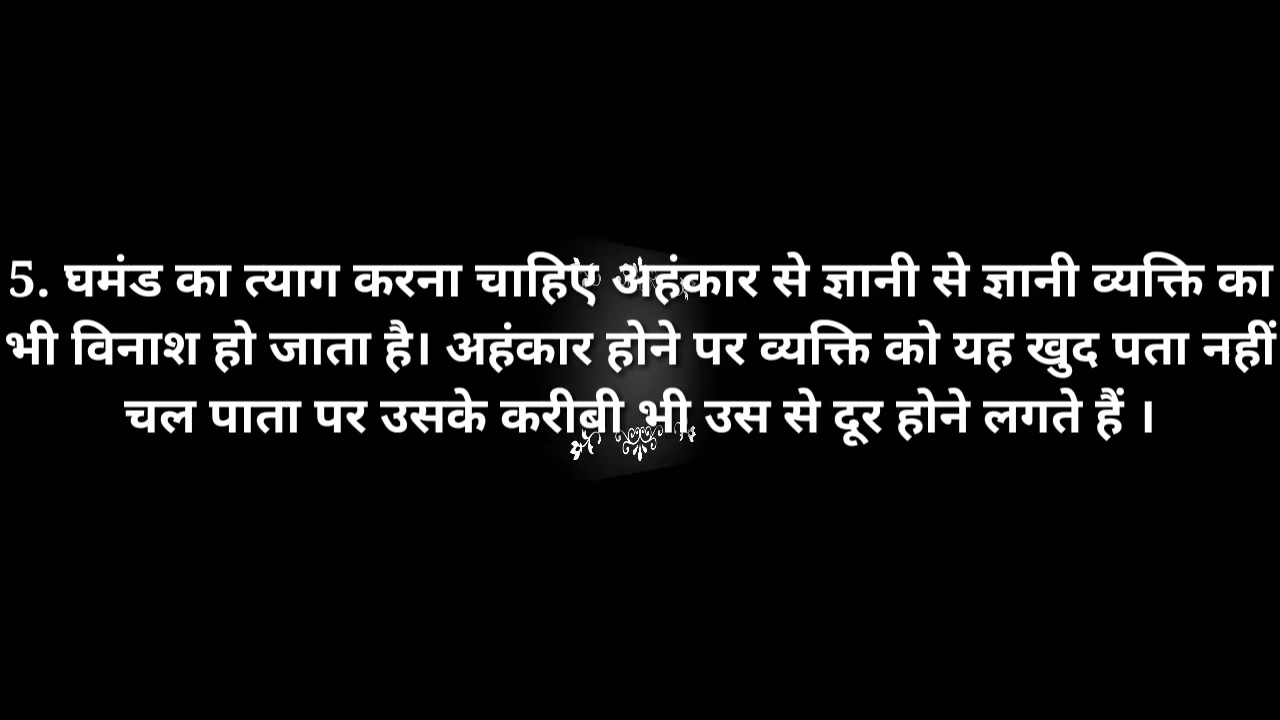 5. घमंड का त्याग करना चाहिए अहंकार से ज्ञानी से ज्ञानी व्यक्ति का
भी विनाश हो जाता है। अहंकार होने पर व्यक्ति को यह खुद पता नहीं
चल पाता पर उसके करीबी भी उस से दूर होने लगते हैं ।